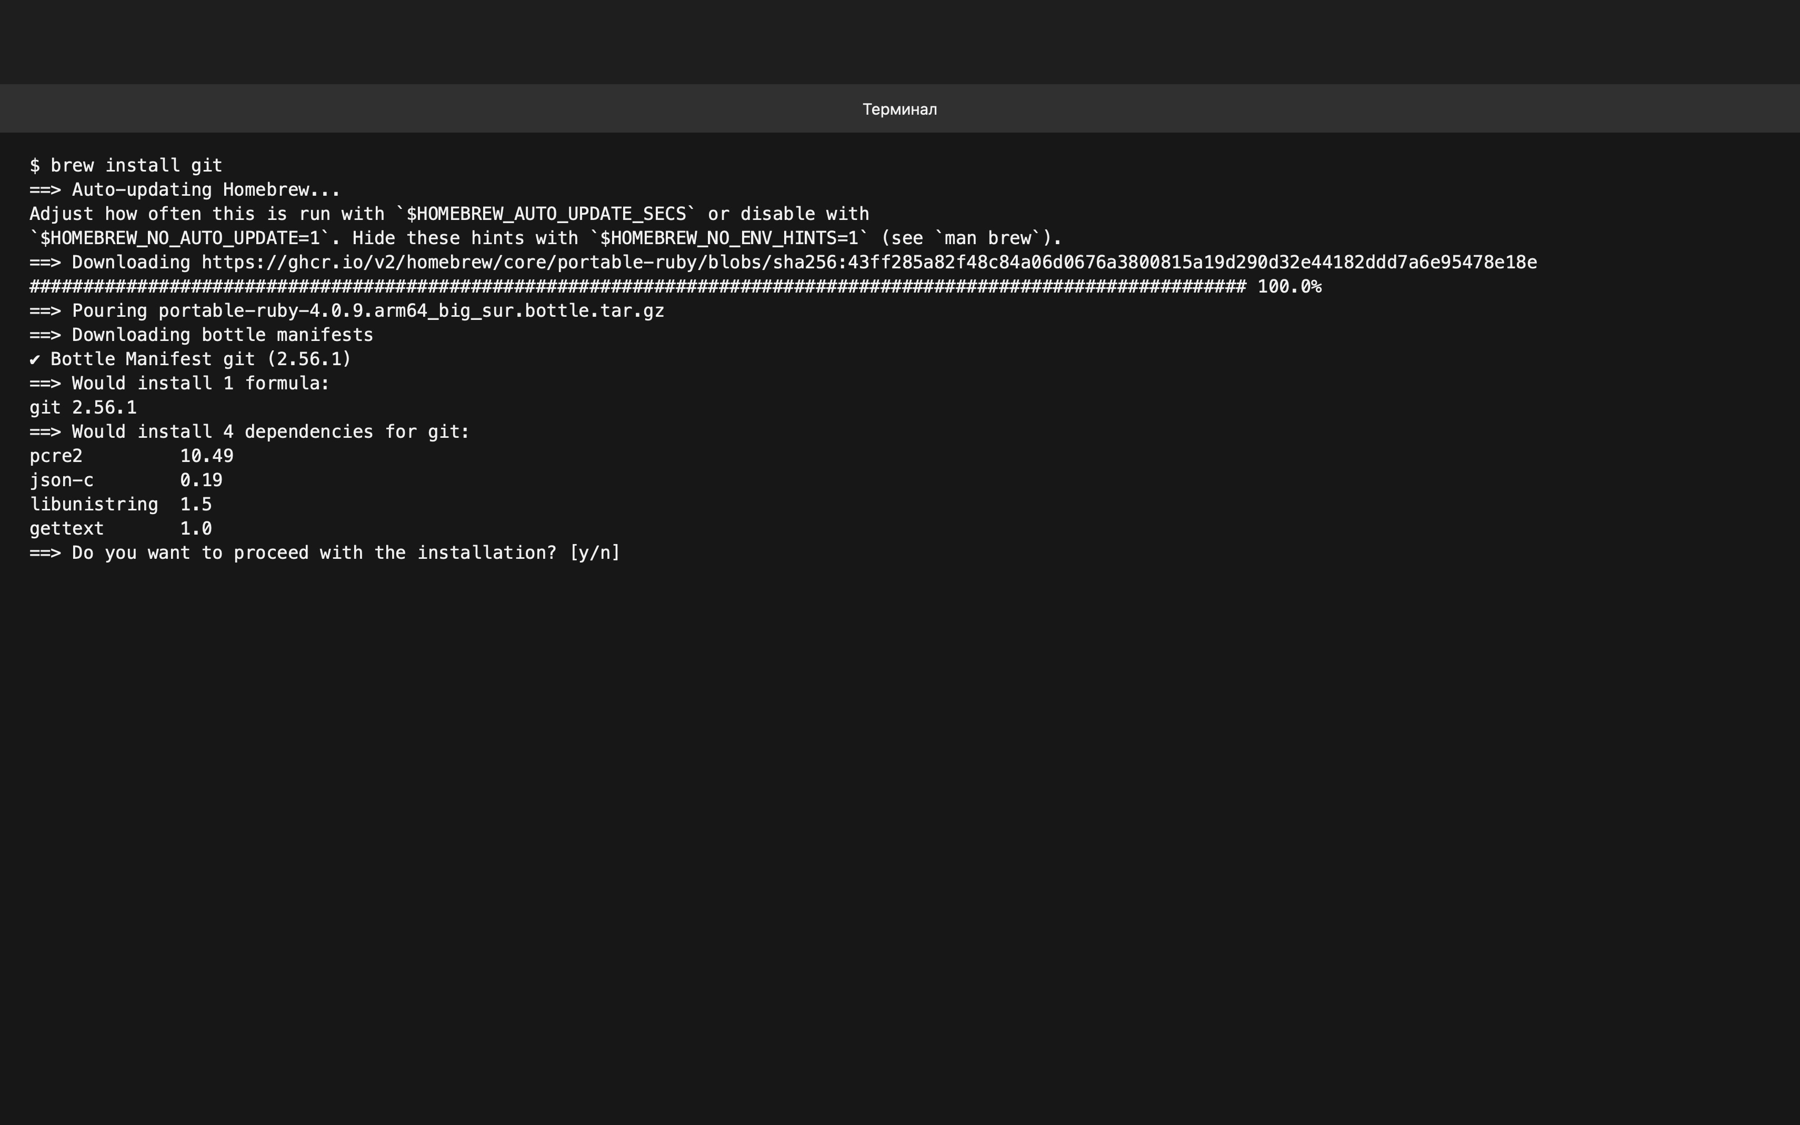 Терминал
$ brew install git
==> Auto-updating Homebrew...
Adjust how often this is run with `$HOMEBREW_AUTO_UPDATE_SECS` or disable with
`$HOMEBREW_NO_AUTO_UPDATE=1`. Hide these hints with `$HOMEBREW_NO_ENV_HINTS=1` (see `man brew`).
==> Downloading https://ghcr.io/v2/homebrew/core/portable-ruby/blobs/sha256:43ff285a82f48c84a06d0676a3800815a19d290d32e44182ddd7a6e95478e18e
################################################################################################################# 100.0%
==> Pouring portable-ruby-4.0.9.arm64_big_sur.bottle.tar.gz
==> Downloading bottle manifests
✔ Bottle Manifest git (2.56.1)
==> Would install 1 formula:
git 2.56.1
==> Would install 4 dependencies for git:
pcre2         10.49
json-c        0.19
libunistring  1.5
gettext       1.0
==> Do you want to proceed with the installation? [y/n]